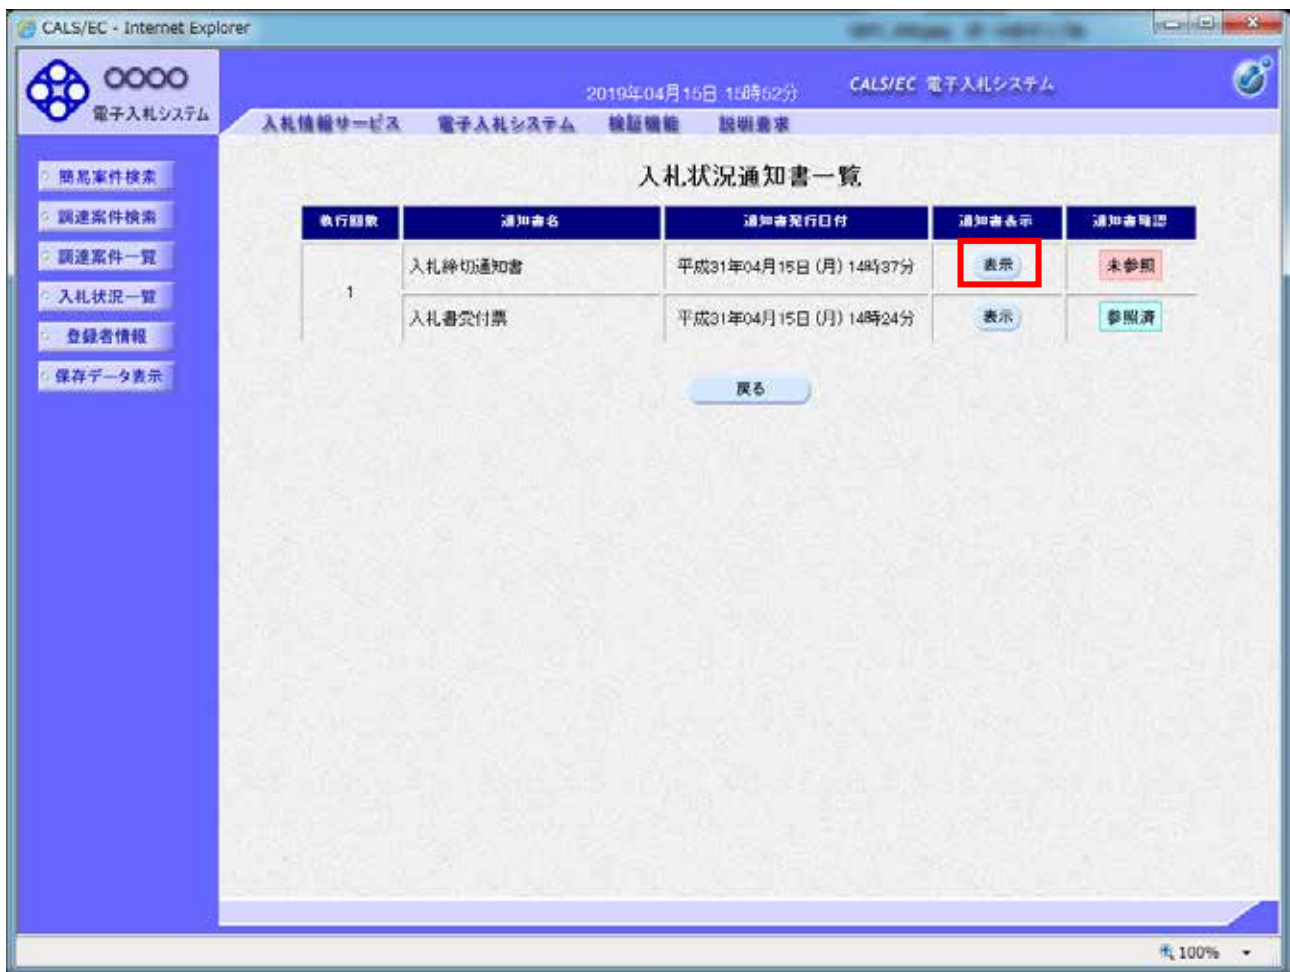 CALS/EC - Internet Explorer
〇〇〇〇
電子入札システム
2019年04月15日 15時52分
CALS/EC 電子入札システム
入札情報サービス 電子入札システム 検証機能 説明要求
簡易案件検索
調達案件検索
調達案件一覧
入札状況一覧
登録者情報
保存データ表示
入札状況通知書一覧
執行回数 通知書名 通知書発行日付 通知書表示 通知書確認
1
入札締切通知書 平成31年04月15日 (月) 14時37分 表示 未参照
入札書受付票 平成31年04月15日 (月) 14時24分 表示 参照済
戻る
100%